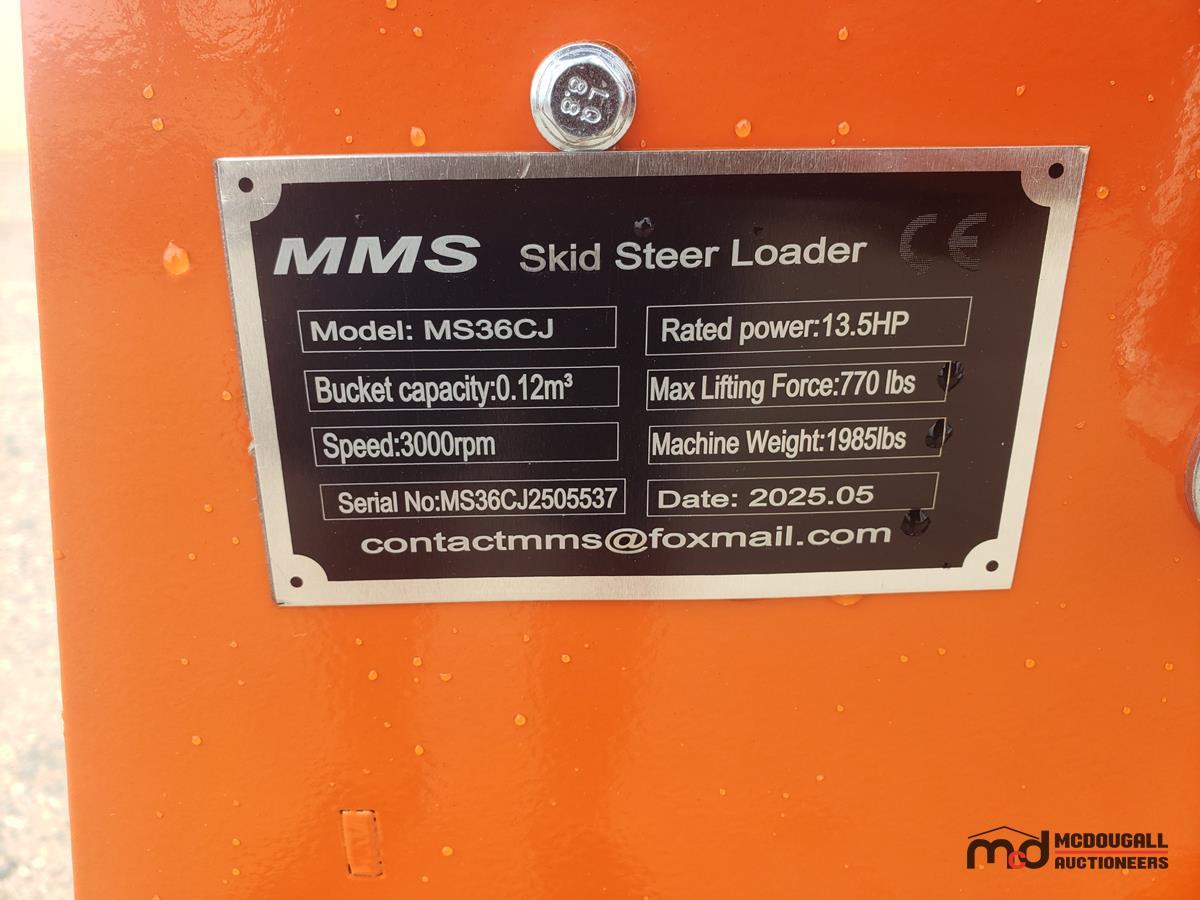 8.8
MMS Skid Steer Loader CE
Model: MS36CJ
Rated power:13.5HP
Bucket capacity:0.12m³
Max Lifting Force:770 lbs
Speed:3000rpm
Machine Weight:1985lbs
Serial No:MS36CJ2505537
Date: 2025.05
contactmms@foxmail.com
mcd MCDOUGALL
AUCTIONEERS